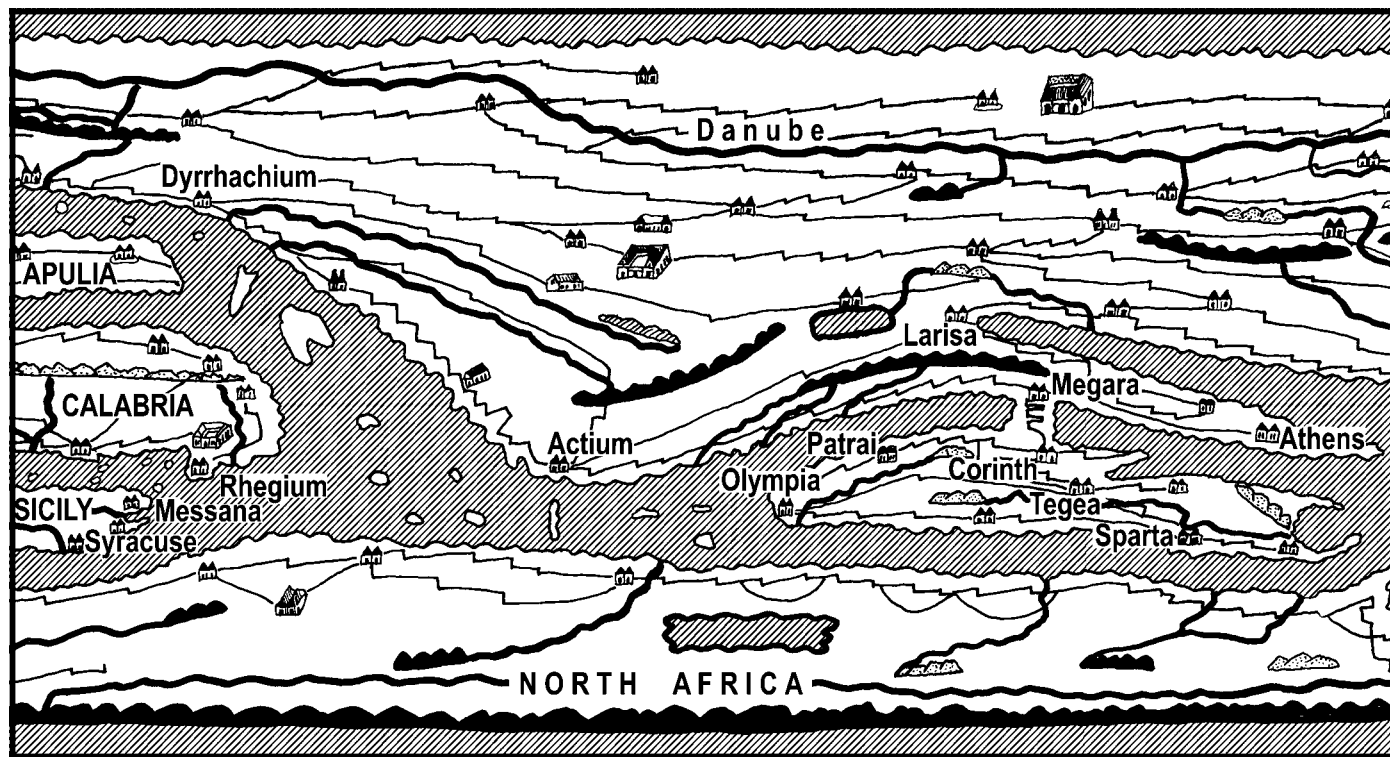 Danube
Dyrrhachium
APULIA
Larisa
Megara
CALABRIA
Actium
Patrai
Athens
Corinth
Olympia
Rhegium
SICILY
Messana
Tegea
Syracuse
Sparta
NORTH AFRICA